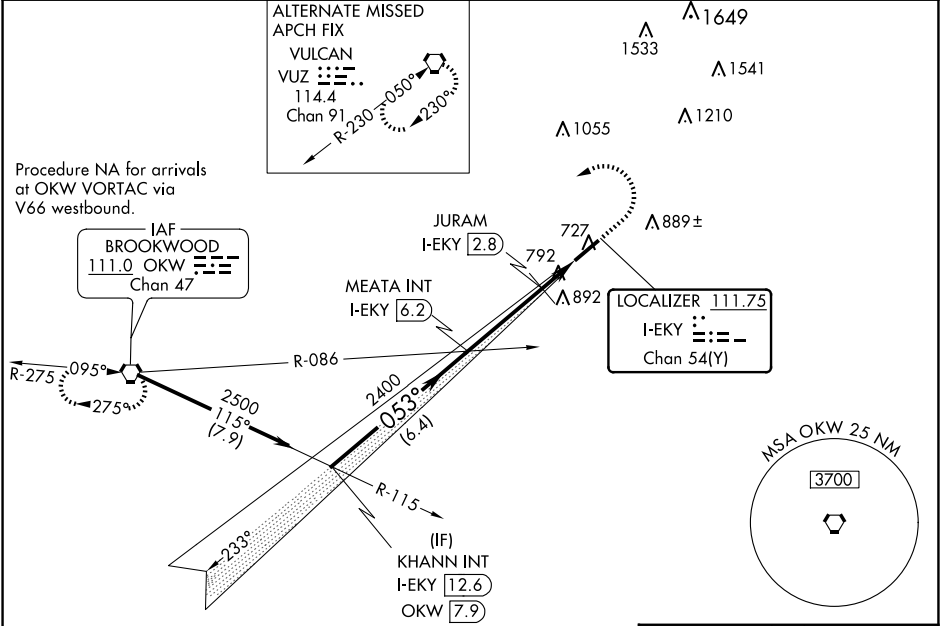 ALTERNATE MISSED
APCH FIX
VULCAN
VUZ
114.4
Chan 91
R-230
050°
230°
1649
1533
1541
1210
1055
889±
727
792
892
Procedure NA for arrivals
at OKW VORTAC via
V66 westbound.
IAF
BROOKWOOD
111.0 OKW
Chan 47
JURAM
I-EKY 2.8
MEATA INT
I-EKY 6.2
LOCALIZER 111.75
I-EKY
Chan 54(Y)
R-086
R-275
095°
275°
2500
115°
(7.9)
2400
053°
(6.4)
R-115
233°
(IF)
KHANN INT
I-EKY 12.6
OKW 7.9
MSA OKW 25 NM
3700